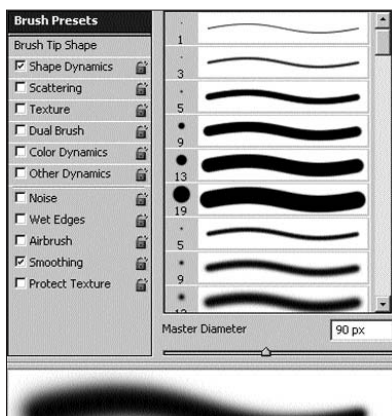 Brush Presets
Brush Tip Shape
Shape Dynamics
Scattering
Texture
Dual Brush
Color Dynamics
Other Dynamics
Noise
Wet Edges
Airbrush
Smoothing
Protect Texture
1
3
5
9
13
19
5
9
Master Diameter 90 px